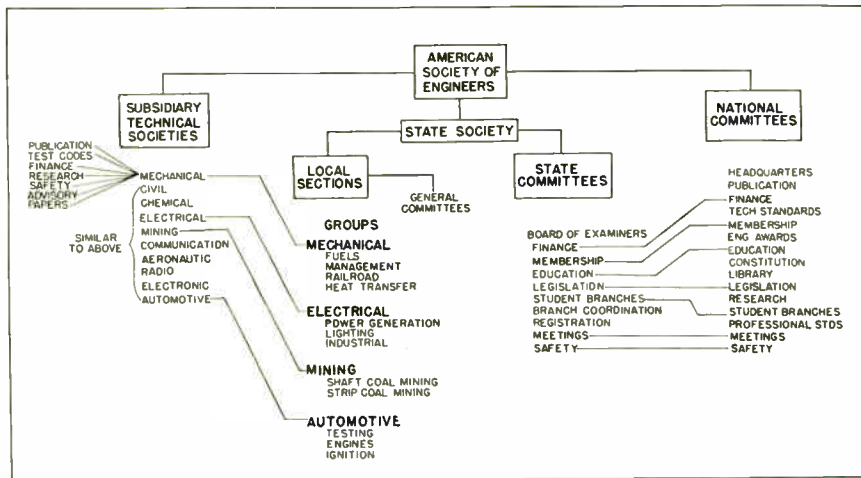 AMERICAN
SOCIETY OF
ENGINEERS
SUBSIDIARY
TECHNICAL
SOCIETIES
NATIONAL
COMMITTEES
STATE SOCIETY
LOCAL
SECTIONS
STATE
COMMITTEES
GENERAL
COMMITTEES
PUBLICATION
TEST CODES
FINANCE
RESEARCH
SAFETY
ADVISORY
PAPERS
MECHANICAL
CIVIL
CHEMICAL
ELECTRICAL
MINING
COMMUNICATION
AERONAUTIC
RADIO
ELECTRONIC
AUTOMOTIVE
SIMILAR
TO ABOVE
GROUPS
MECHANICAL
FUELS
MANAGEMENT
RAILROAD
HEAT TRANSFER
ELECTRICAL
POWER GENERATION
LIGHTING
INDUSTRIAL
MINING
SHAFT COAL MINING
STRIP COAL MINING
AUTOMOTIVE
TESTING
ENGINES
IGNITION
BOARD OF EXAMINERS
FINANCE
MEMBERSHIP
EDUCATION
LEGISLATION
STUDENT BRANCHES
BRANCH COORDINATION
REGISTRATION
MEETINGS
SAFETY
HEADQUARTERS
PUBLICATION
FINANCE
TECH STANDARDS
MEMBERSHIP
ENG AWARDS
EDUCATION
CONSTITUTION
LIBRARY
LEGISLATION
RESEARCH
STUDENT BRANCHES
PROFESSIONAL STDS
MEETINGS
SAFETY